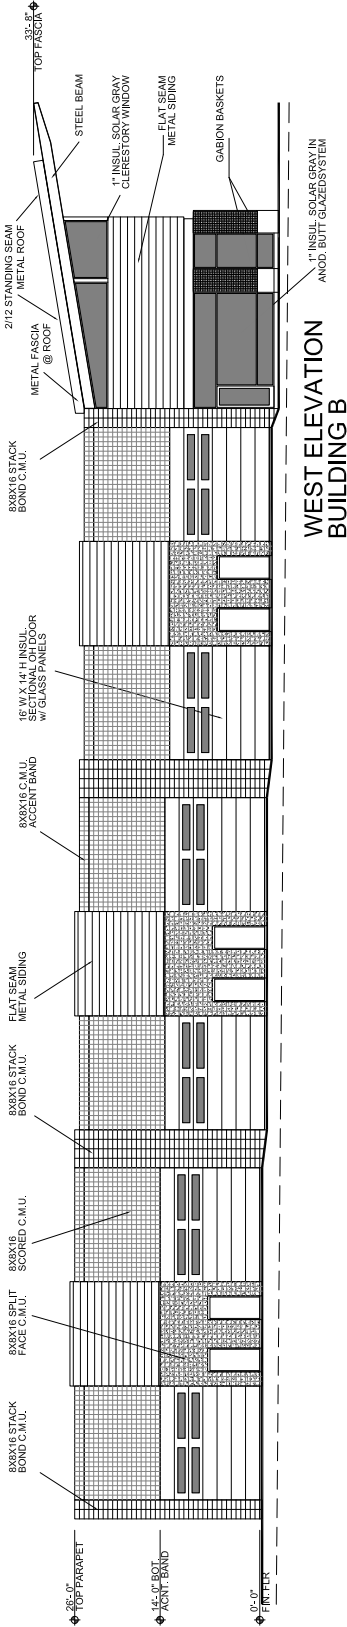 26'- 0"
TOP PARAPET
14'- 0" BOT.
ACNT. BAND
0'- 0"
FIN. FLR
8X8X16 STACK
BOND C.M.U.
8X8X16 SPLIT
FACE C.M.U.
8X8X16
SCORED C.M.U.
8X8X16 STACK
BOND C.M.U.
FLAT SEAM
METAL SIDING
8X8X16 C.M.U.
ACCENT BAND
16' W X 14' H INSUL.
SECTIONAL OH DOOR
w/ GLASS PANELS
8X8X16 STACK
BOND C.M.U.
METAL FASCIA
@ ROOF
2/12 STANDING SEAM
METAL ROOF
33'- 8"
TOP FASCIA
STEEL BEAM
1" INSUL. SOLAR GRAY
CLERESTORY WINDOW
FLAT SEAM
METAL SIDING
GABION BASKETS
1" INSUL. SOLAR GRAY IN
ANOD. BUTT GLAZEDSYSTEM
WEST ELEVATION
BUILDING B